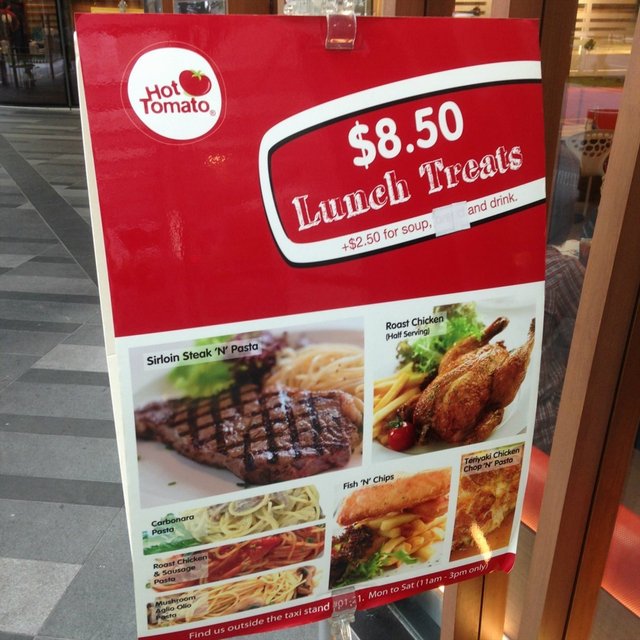 Hot
Tomato®
$8.50
Lunch Treats
+$2.50 for soup, and drink.
Sirloin Steak 'N' Pasta
Roast Chicken
(Half Serving)
Carbonara
Pasta
Roast Chicken
& Sausage
Pasta
Mushroom
Aglio Olio
Pasta
Fish 'N' Chips
Teriyaki Chicken
Chop 'N' Pasta
Find us outside the taxi stand Mon to Sat (11am - 3pm only)